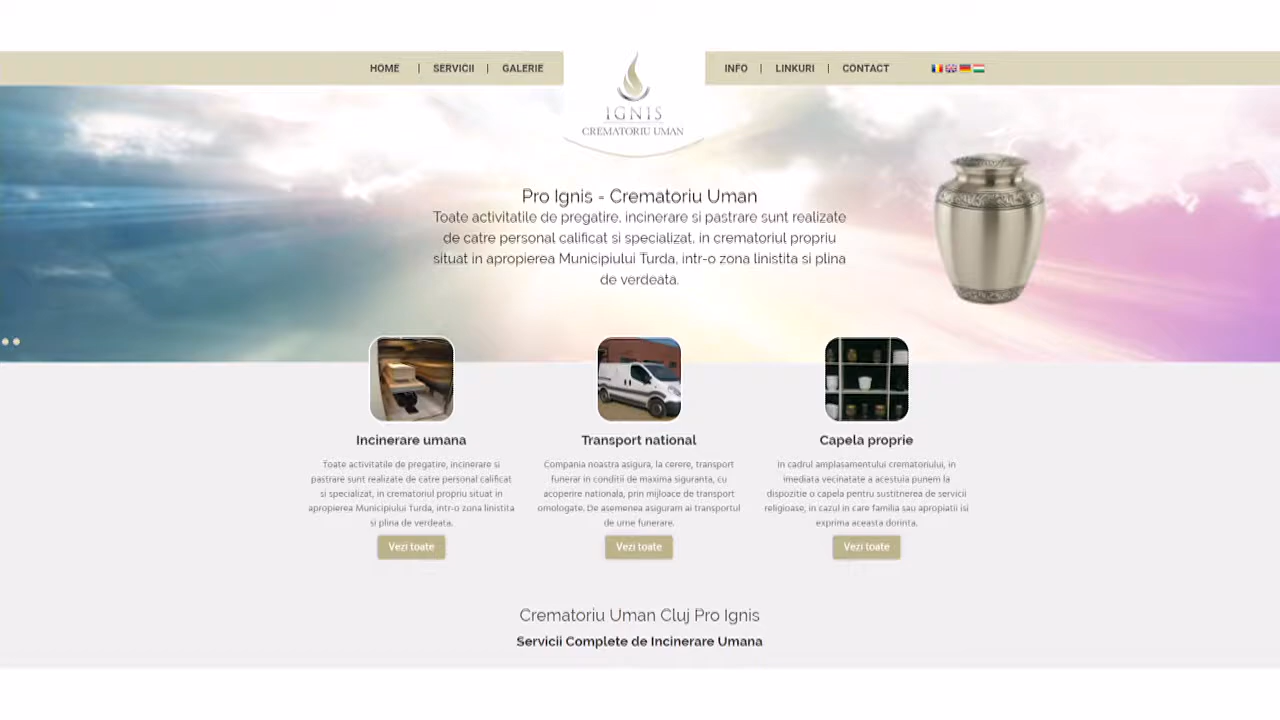 HOME | SERVICII | GALERIE
INFO | LINKURI | CONTACT
IGNIS
CREMATORIU UMAN
Pro Ignis - Crematoriu Uman
Toate activitatile de pregatire, incinerare si pastrare sunt realizate
de catre personal calificat si specializat, in crematoriul propriu
situat in apropierea Municipiului Turda, intr-o zona linistita si plina
de verdeata.
Incinerare umana
Toate activitatile de pregatire, incinerare si
pastrare sunt realizate de catre personal calificat
si specializat, in crematoriul propriu situat in
apropierea Municipiului Turda, intr-o zona linistita
si plina de verdeata.
Vezi toate
Transport national
Compania noastra asigura, la cerere, transport
funerar in conditii de maxima siguranta, cu
acoperire nationala, prin mijloace de transport
omologate. De asemenea asiguram ai transportul
de urne funerare.
Vezi toate
Capela proprie
In cadrul amplasamentului crematoriului, in
imediata vecinatate a acestuia punem la
dispozitie o capela pentru sustitnerea de servicii
religioase, in cazul in care familia sau apropiatii isi
exprima aceasta dorinta.
Vezi toate
Crematoriu Uman Cluj Pro Ignis
Servicii Complete de Incinerare Umana